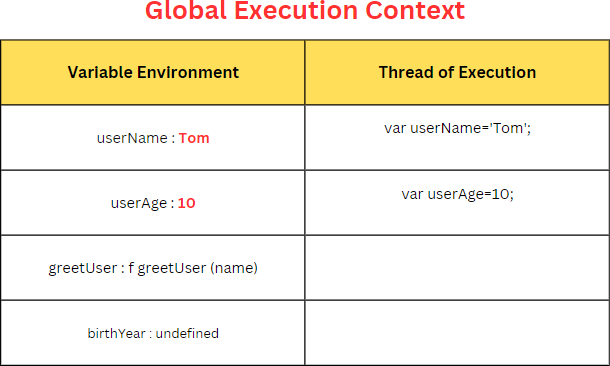 Global Execution Context
Variable Environment
Thread of Execution
userName : Tom
var userName='Tom';
userAge : 10
var userAge=10;
greetUser : f greetUser (name)
birthYear : undefined